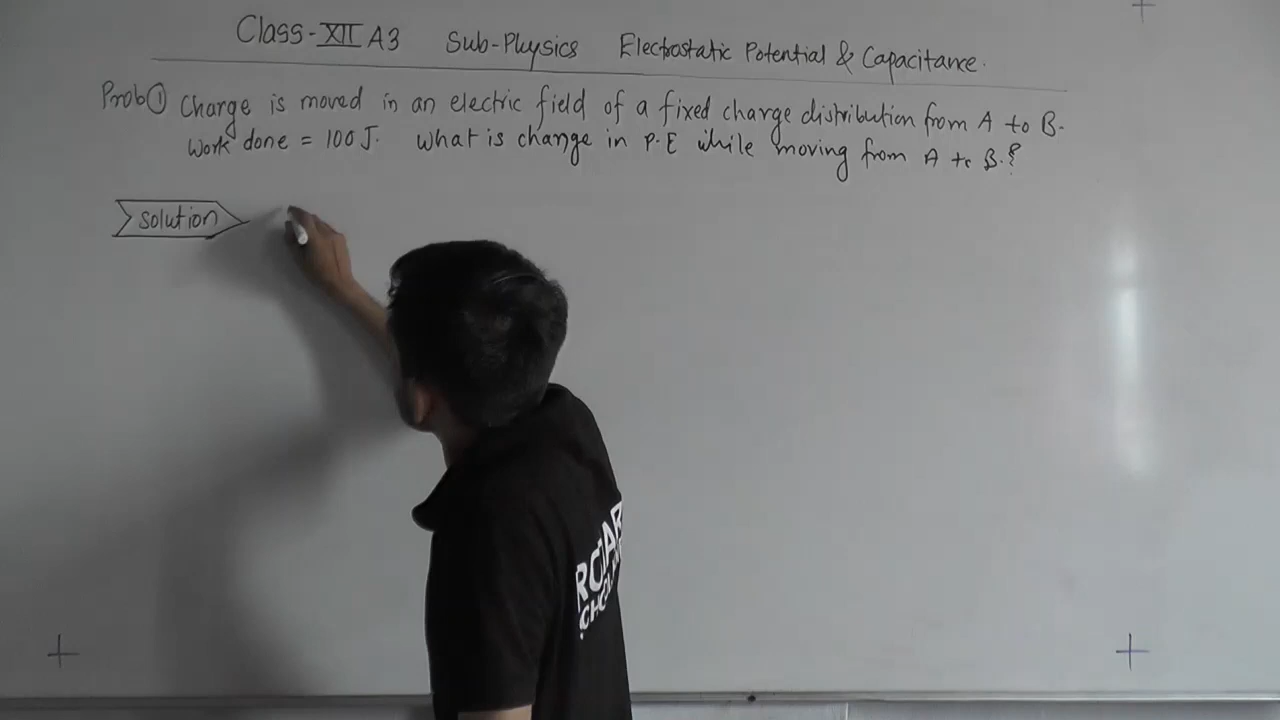 Class-XII A3 Sub-Physics Electrostatic Potential & Capacitance.
Prob① Charge is moved in an electric field of a fixed charge distribution from A to B.
Work done = 100 J. What is change in P.E while moving from A to B.?
solution